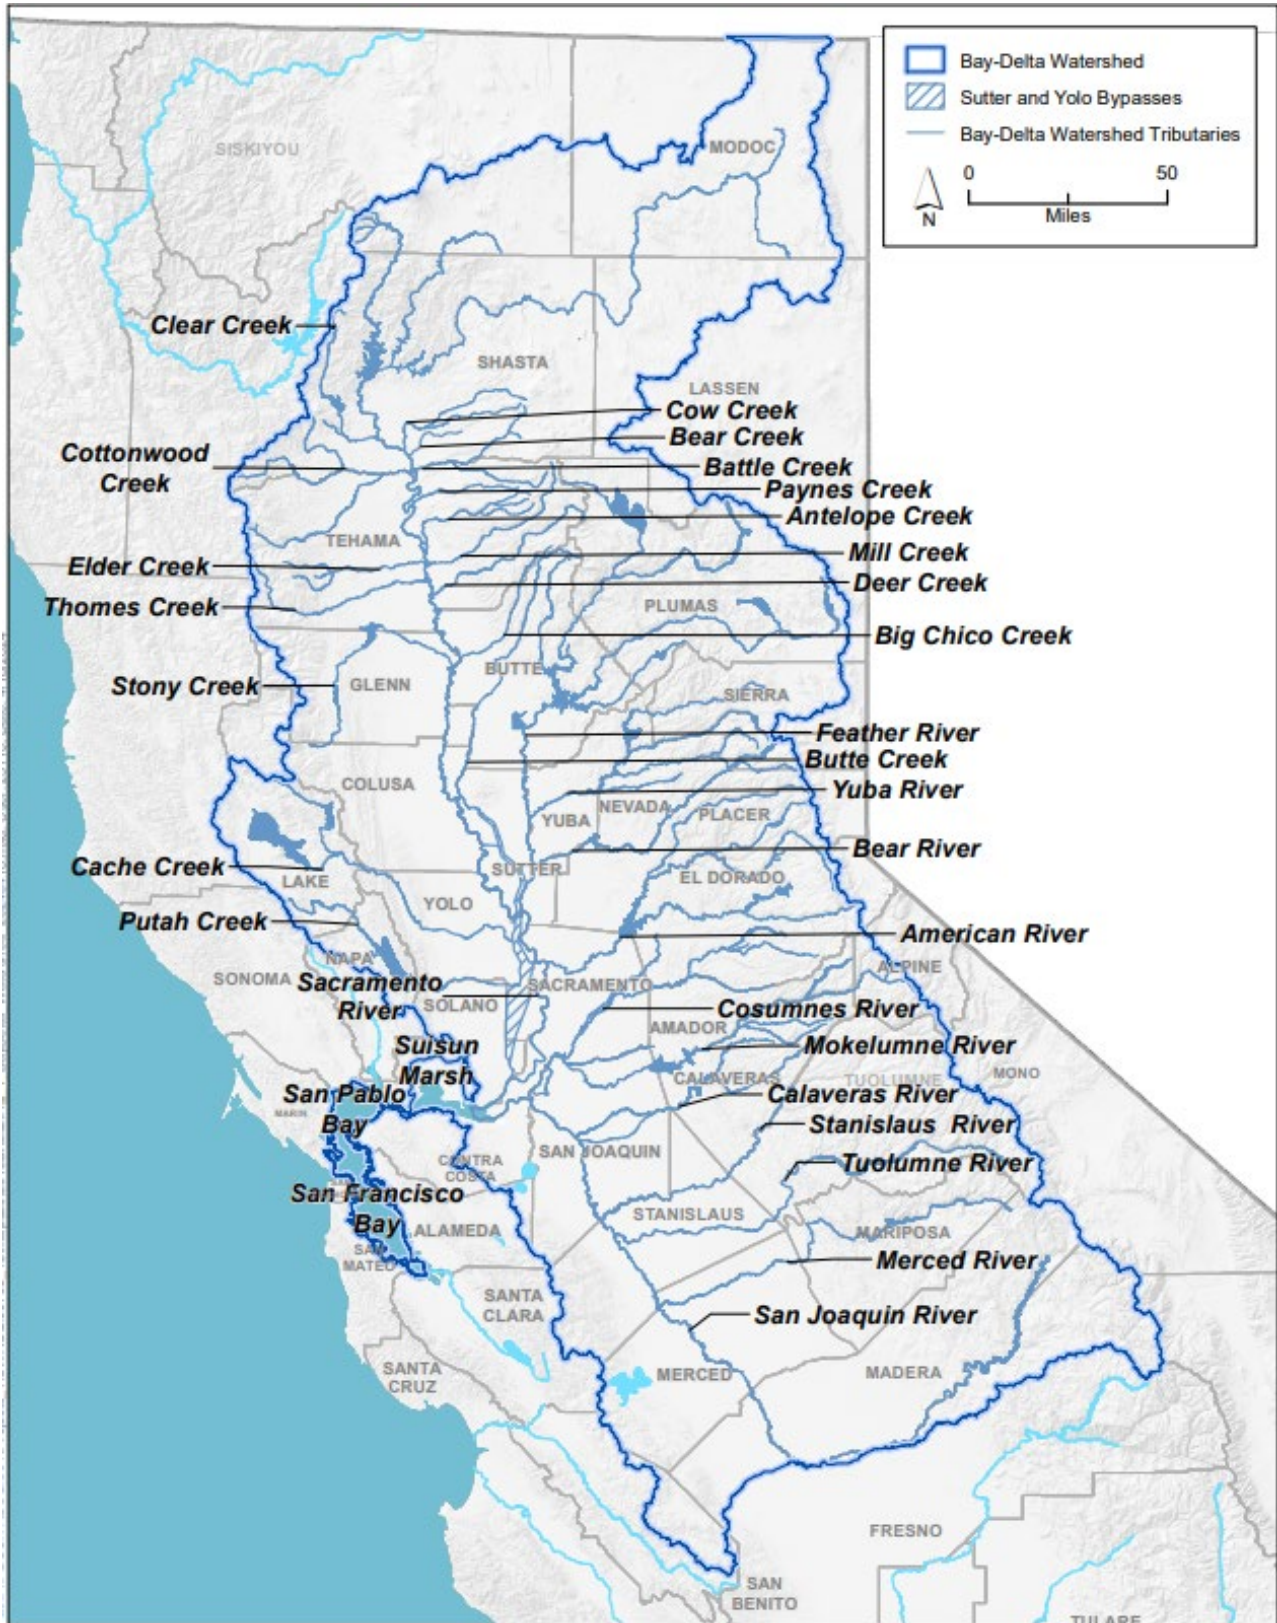 Bay-Delta Watershed
Sutter and Yolo Bypasses
Bay-Delta Watershed Tributaries
0 50
Miles
N
SISKIYOU
MODOC
Clear Creek
SHASTA
LASSEN
Cow Creek
Bear Creek
Cottonwood
Creek
Battle Creek
Paynes Creek
Antelope Creek
TEHAMA
Mill Creek
Elder Creek
Deer Creek
Thomes Creek
PLUMAS
Big Chico Creek
BUTTE
Stony Creek
GLENN
SIERRA
Feather River
Butte Creek
COLUSA
Yuba River
NEVADA
YUBA
PLACER
Bear River
Cache Creek
SUTTER
LAKE
EL DORADO
YOLO
Putah Creek
American River
NAPA
ALPINE
SONOMA
Sacramento
River
SACRAMENTO
SOLANO
Cosumnes River
AMADOR
Suisun
Marsh
Mokelumne River
MONO
CALAVERAS
TUOLUMNE
San Pablo
Bay
MARIN
Calaveras River
Stanislaus River
SAN JOAQUIN
CONTRA
COSTA
Tuolumne River
San Francisco
Bay
STANISLAUS
ALAMEDA
MARIPOSA
SAN
MATEO
Merced River
SANTA
CLARA
San Joaquin River
SANTA
CRUZ
MERCED
MADERA
FRESNO
SAN
BENITO
TULARE